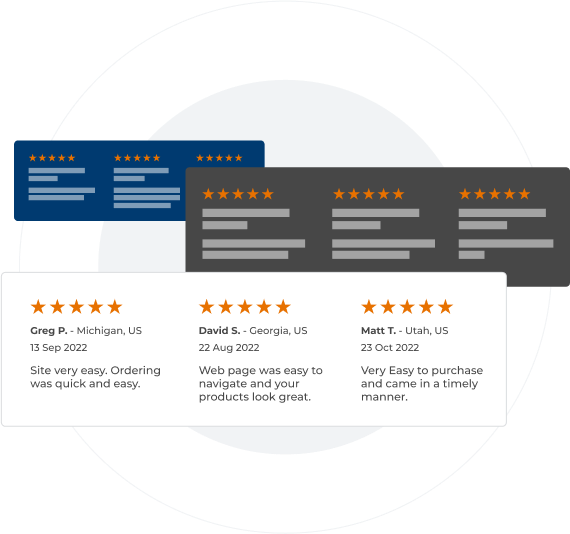 Greg P. - Michigan, US
13 Sep 2022
Site very easy. Ordering
was quick and easy.
David S. - Georgia, US
22 Aug 2022
Web page was easy to
navigate and your
products look great.
Matt T. - Utah, US
23 Oct 2022
Very Easy to purchase
and came in a timely
manner.